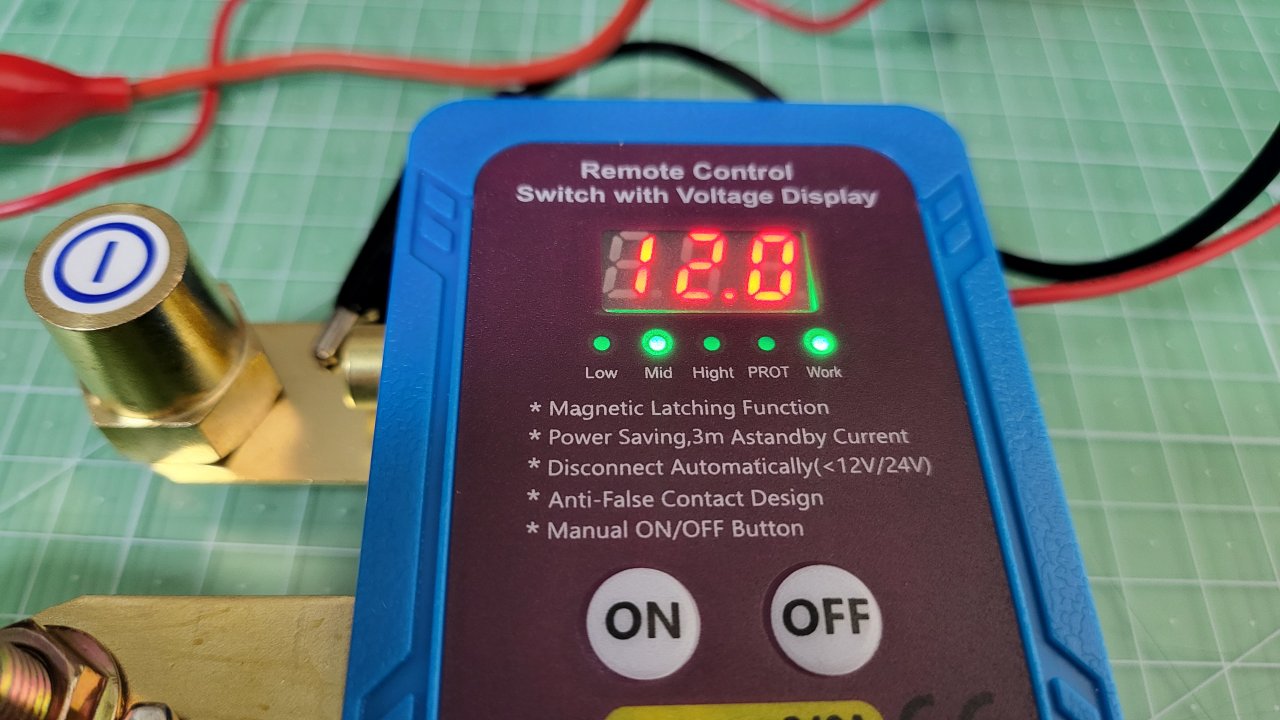 Remote Control
Switch with Voltage Display
12.0
Low Mid Hight PROT Work
* Magnetic Latching Function
* Power Saving,3m Astandby Current
* Disconnect Automatically(<12V/24V)
* Anti-False Contact Design
* Manual ON/OFF Button
ON OFF